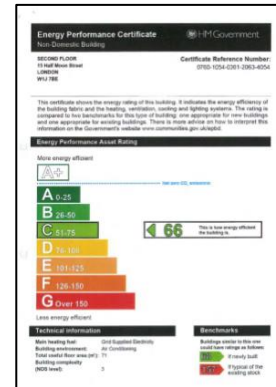 Energy Performance Certificate
HM Government
Non-Domestic Building
SECOND FLOOR
15 Half Moon Street
LONDON
W1J 7BE
Certificate Reference Number:
This certificate shows the energy rating of this building. It indicates the energy efficiency of
the building fabric and the heating, ventilation, cooling and lighting systems. The rating is
compared to two benchmarks for this type of building: one appropriate for new buildings
and one appropriate for existing buildings. There is more advice on how to interpret this
information on the Government's website www.communities.gov.uk/epbd.
Energy Performance Asset Rating
More energy efficient
A+
Net zero CO₂ emissions
A 0-25
B 26-50
C 51-75
66
This is how energy efficient
the building is.
D 76-100
E 101-125
F 126-150
G Over 150
Less energy efficient
Technical Information
Main heating fuel: Grid Supplied Electricity
Building environment: Air Conditioning
Total useful floor area (m²): 71
Building complexity
(NOS level): 3
Benchmarks
Buildings similar to this one
could have ratings as follows:
If newly built
If typical of the
existing stock